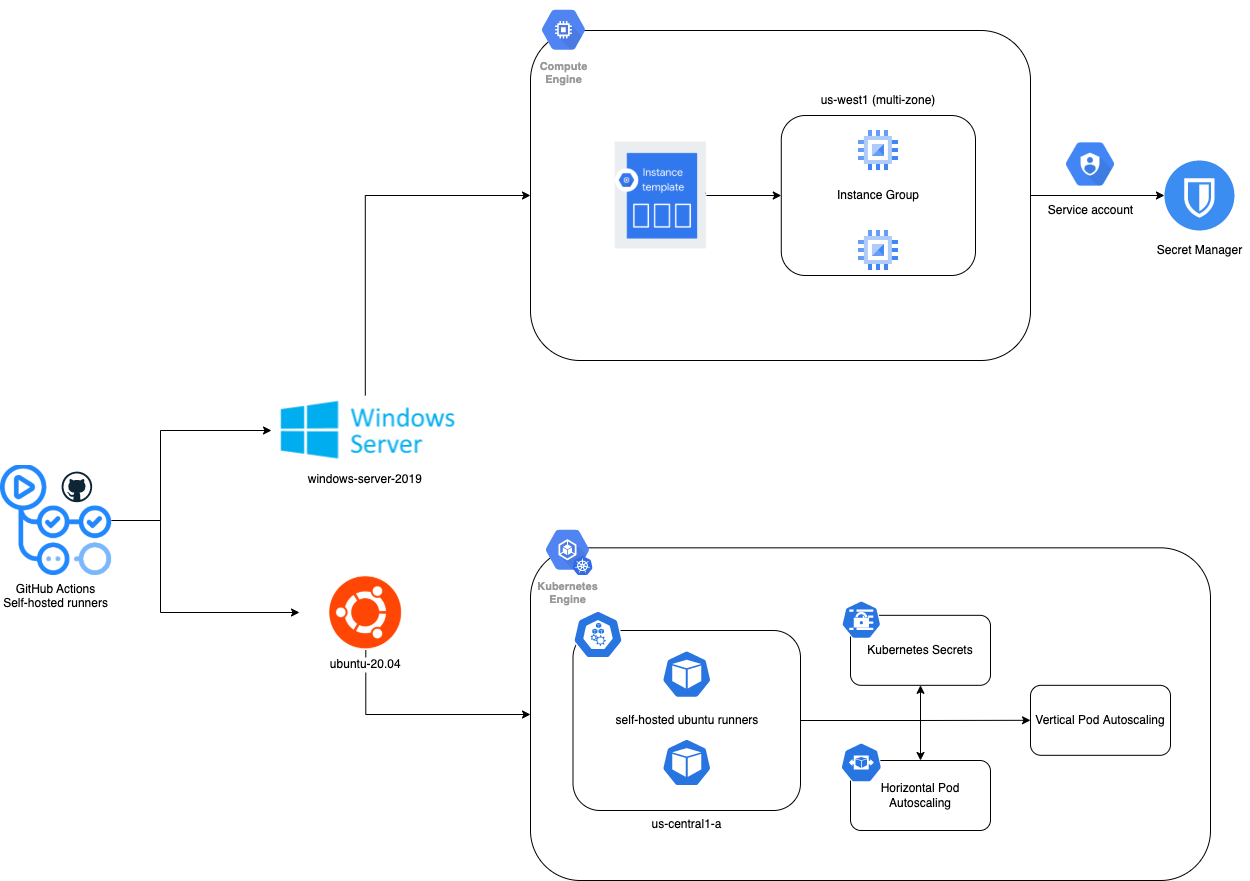 Compute
Engine
us-west1 (multi-zone)
Instance
template
Instance Group
Service account
Secret Manager
Windows
Server
windows-server-2019
GitHub Actions
Self-hosted runners
ubuntu-20.04
Kubernetes
Engine
self-hosted ubuntu runners
us-central1-a
Kubernetes Secrets
Horizontal Pod
Autoscaling
Vertical Pod Autoscaling